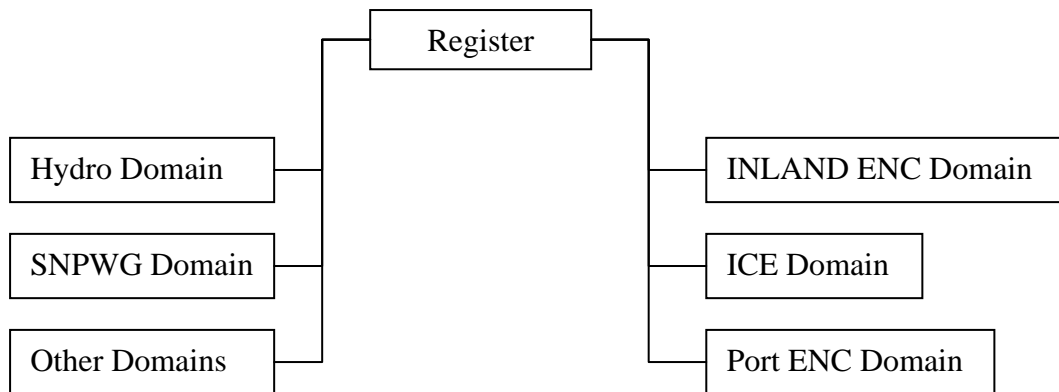 Register
Hydro Domain
INLAND ENC Domain
SNPWG Domain
ICE Domain
Other Domains
Port ENC Domain